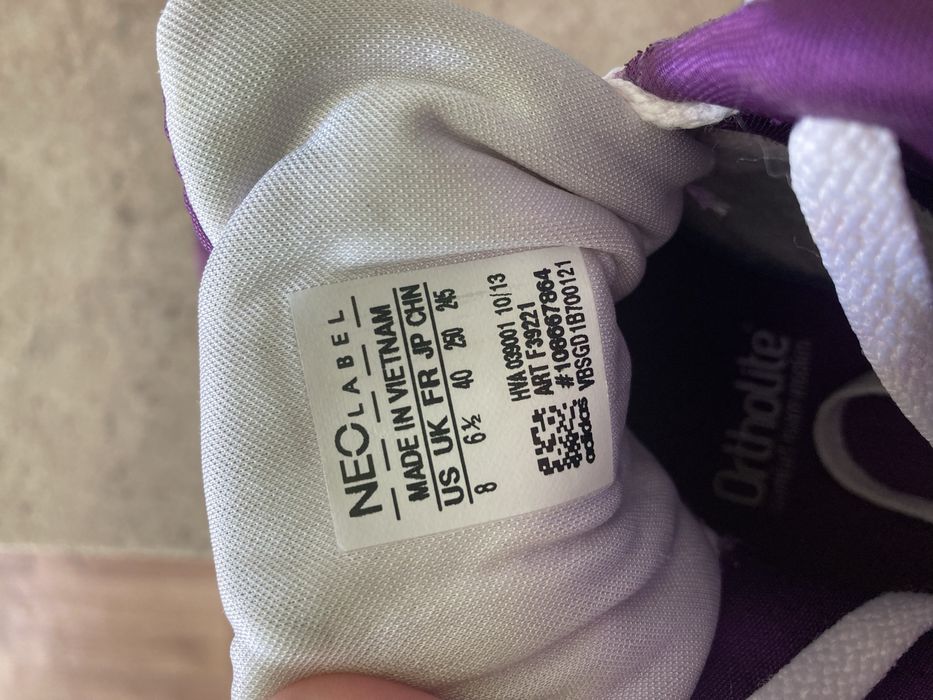 NEO LABEL
MADE IN VIETNAM
US UK FR JP CHN
8 6½ 40 250 245
HWA 039001 10/13
ART F39221
#108667864
adidas VBSGD1B700121
Ortholite®